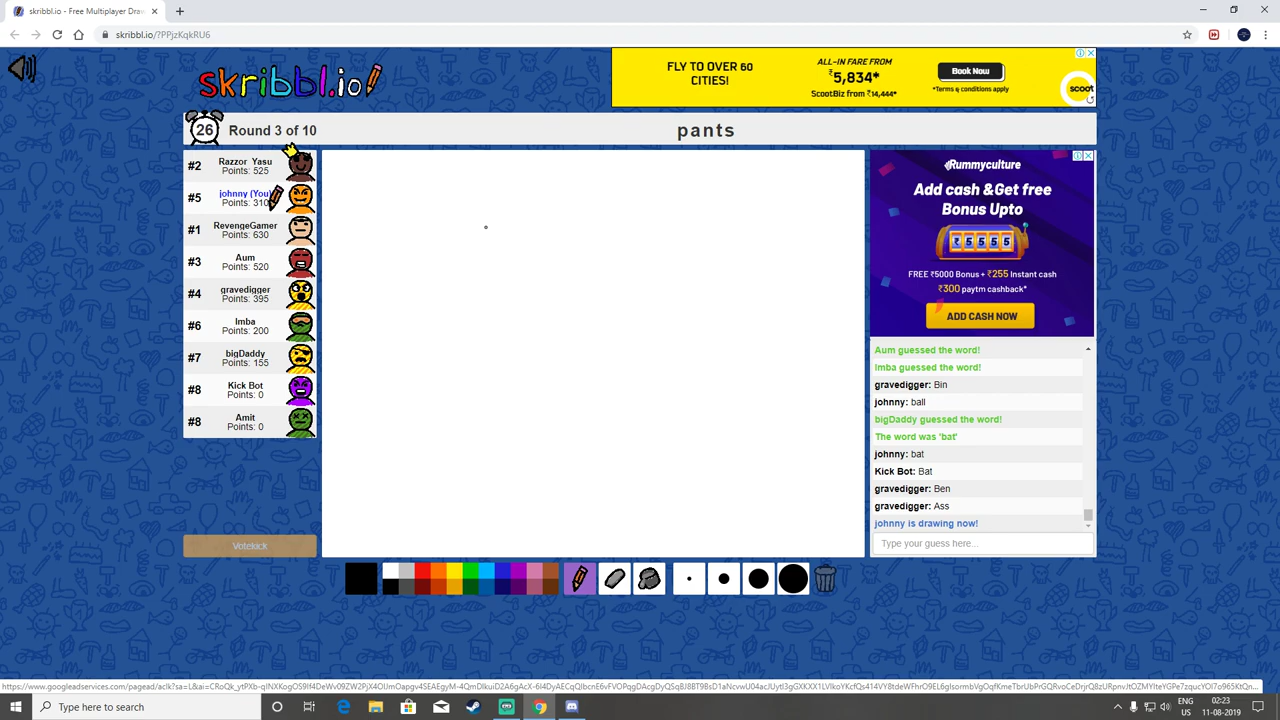 skribbl.io - Free Multiplayer Dra
skribbl.io/?PPjzKqkRU6
skribbl.io
FLY TO OVER 60
CITIES!
ALL-IN FARE FROM
₹5,834*
ScootBiz from ₹14,444*
Book Now
*Terms & conditions apply
scoot
26
Round 3 of 10
pants
#2
Razzor Yasu
Points: 525
#5
johnny (You)
Points: 310
#1
RevengeGamer
Points: 630
#3
Aum
Points: 520
#4
gravedigger
Points: 395
#6
Imba
Points: 200
#7
bigDaddy
Points: 155
#8
Kick Bot
Points: 0
#8
Amit
Points: 0
Votekick
Rummyculture
Add cash &Get free
Bonus Upto
₹ 5 5 5 5
FREE ₹5000 Bonus + ₹255 Instant cash
₹300 paytm cashback*
ADD CASH NOW
Aum guessed the word!
Imba guessed the word!
gravedigger: Bin
johnny: ball
bigDaddy guessed the word!
The word was 'bat'
johnny: bat
Kick Bot: Bat
gravedigger: Ben
gravedigger: Ass
johnny is drawing now!
Type your guess here...
Type here to search
ENG
US
02:23
11-08-2019